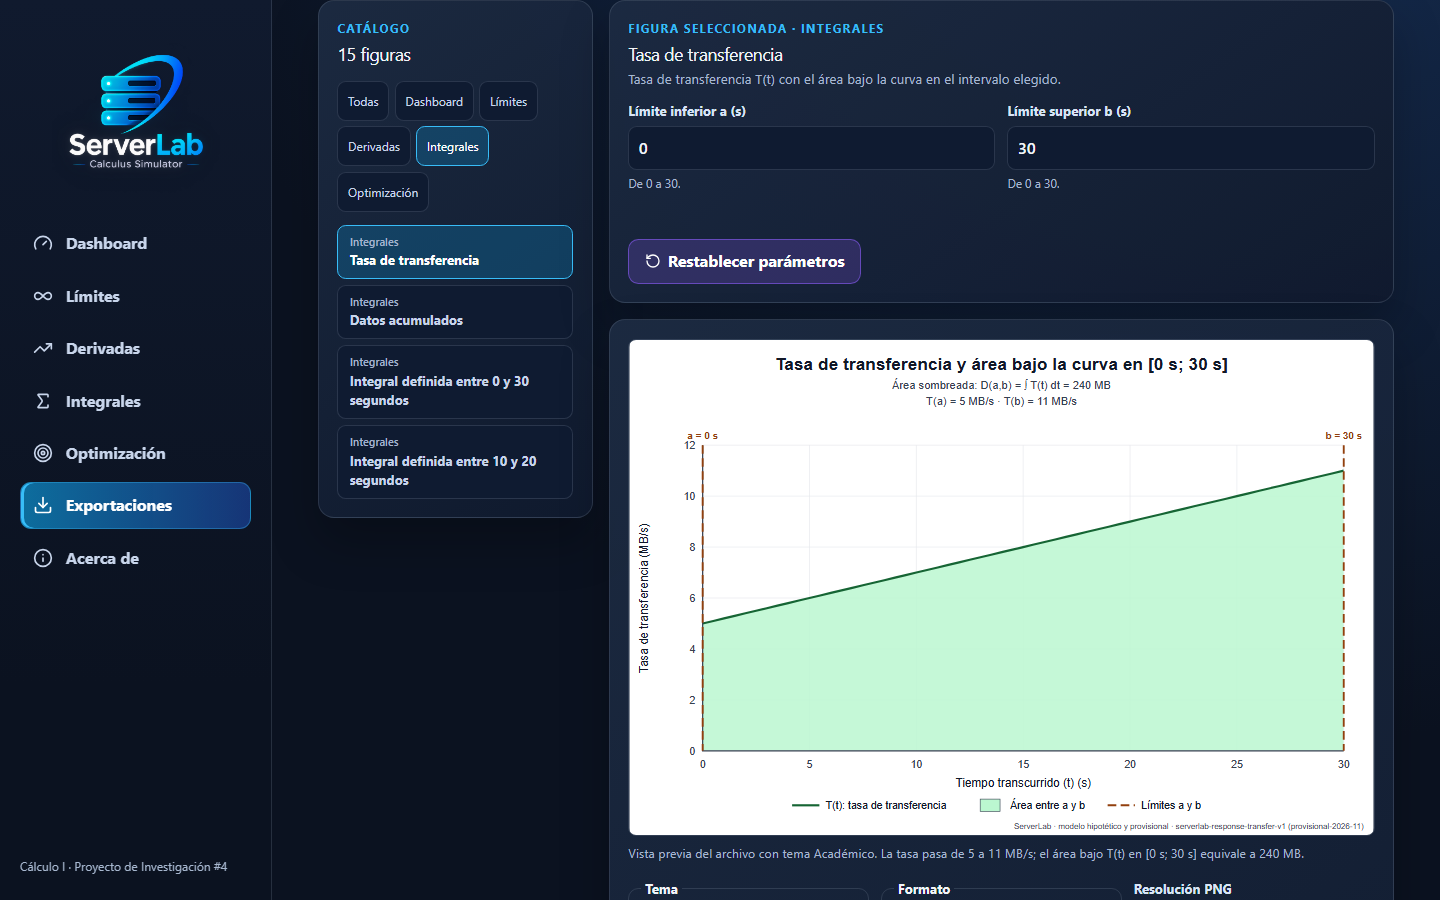 ServerLab
Calculus Simulator
Dashboard
Límites
Derivadas
Integrales
Optimización
Exportaciones
Acerca de
Cálculo I · Proyecto de Investigación #4
CATÁLOGO
15 figuras
Todas
Dashboard
Límites
Derivadas
Integrales
Optimización
Integrales
Tasa de transferencia
Integrales
Datos acumulados
Integrales
Integral definida entre 0 y 30
segundos
Integrales
Integral definida entre 10 y 20
segundos
FIGURA SELECCIONADA · INTEGRALES
Tasa de transferencia
Tasa de transferencia T(t) con el área bajo la curva en el intervalo elegido.
Límite inferior a (s)
0
De 0 a 30.
Límite superior b (s)
30
De 0 a 30.
Restablecer parámetros
Tasa de transferencia y área bajo la curva en [0 s; 30 s]
Área sombreada: D(a,b) = ∫ T(t) dt = 240 MB
T(a) = 5 MB/s · T(b) = 11 MB/s
a = 0 s
b = 30 s
12
10
8
6
4
2
0
Tasa de transferencia (MB/s)
0
5
10
15
20
25
30
Tiempo transcurrido (t) (s)
T(t): tasa de transferencia
Área entre a y b
Límites a y b
ServerLab · modelo hipotético y provisional · serverlab-response-transfer-v1 (provisional-2026-11)
Vista previa del archivo con tema Académico. La tasa pasa de 5 a 11 MB/s; el área bajo T(t) en [0 s; 30 s] equivale a 240 MB.
Tema
Formato
Resolución PNG